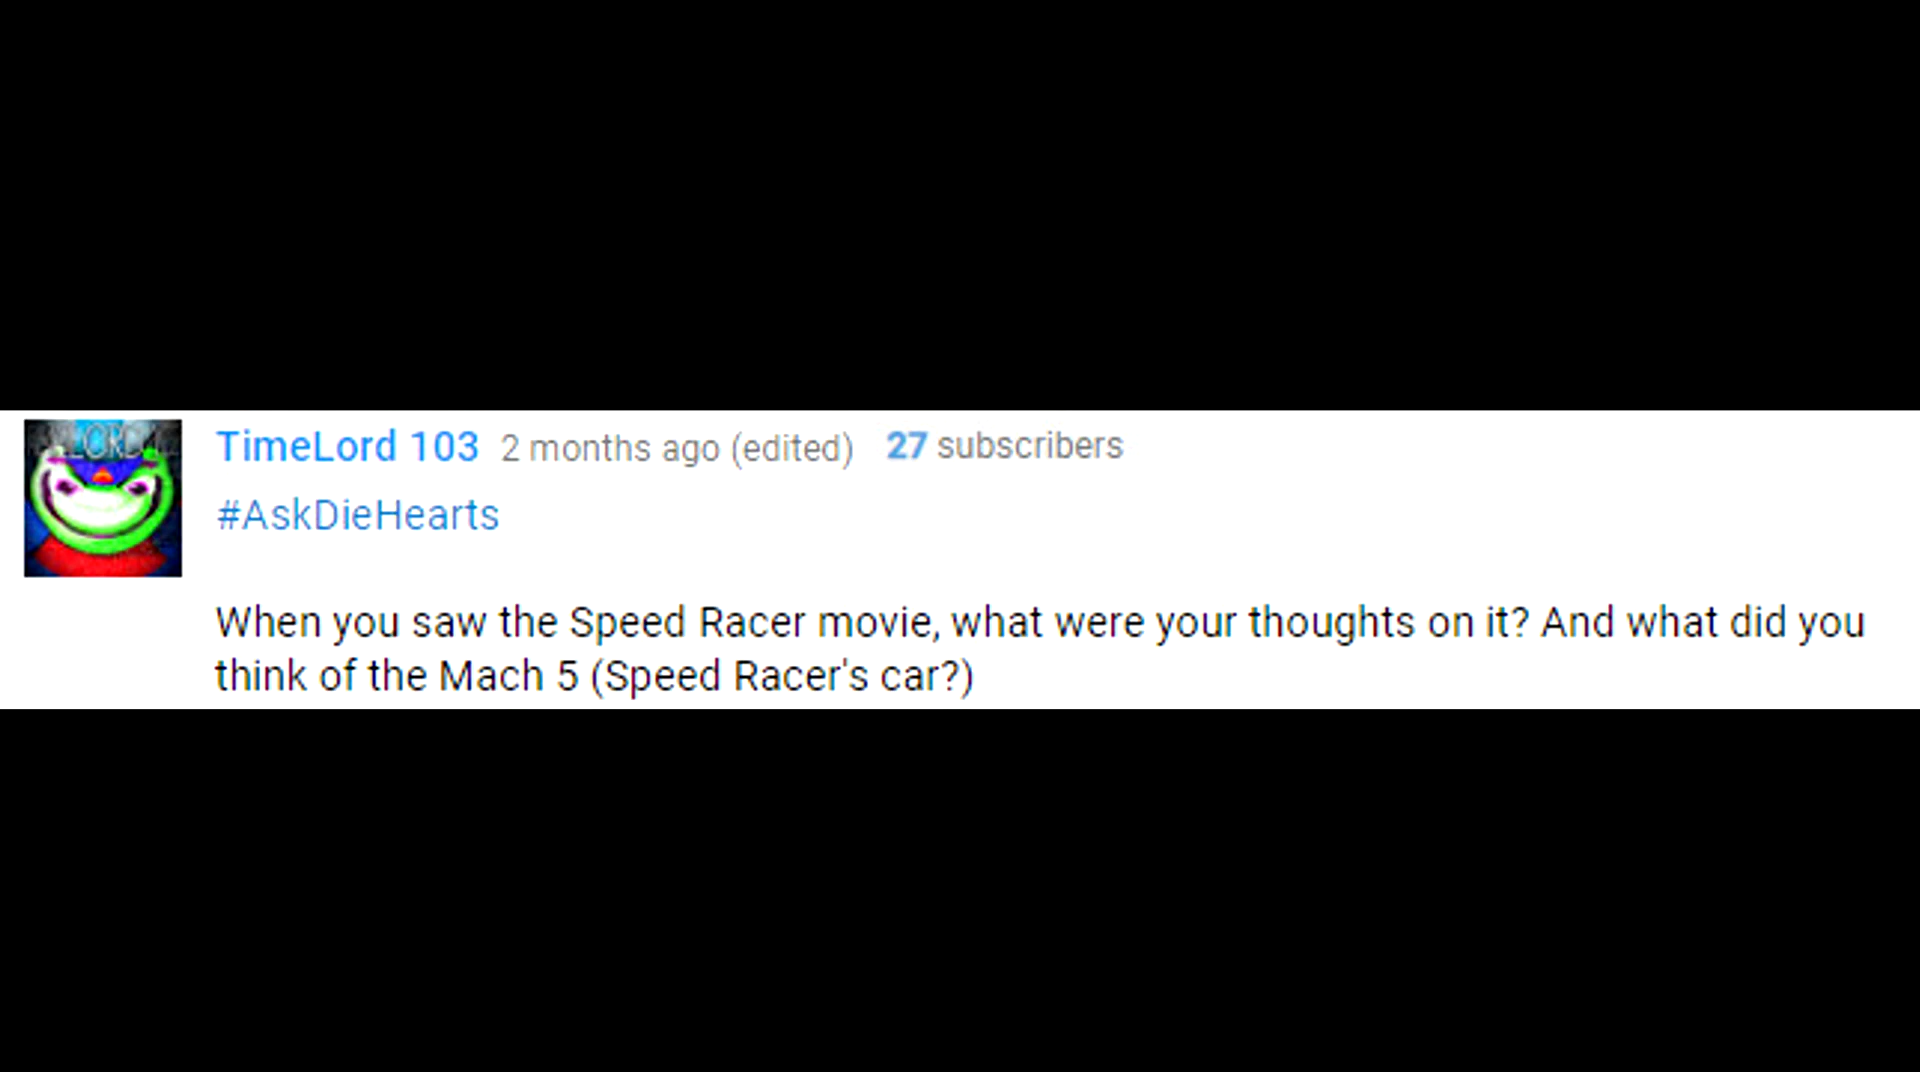 TimeLord 103 2 months ago (edited) 27 subscribers
#AskDieHearts
When you saw the Speed Racer movie, what were your thoughts on it? And what did you
think of the Mach 5 (Speed Racer's car?)